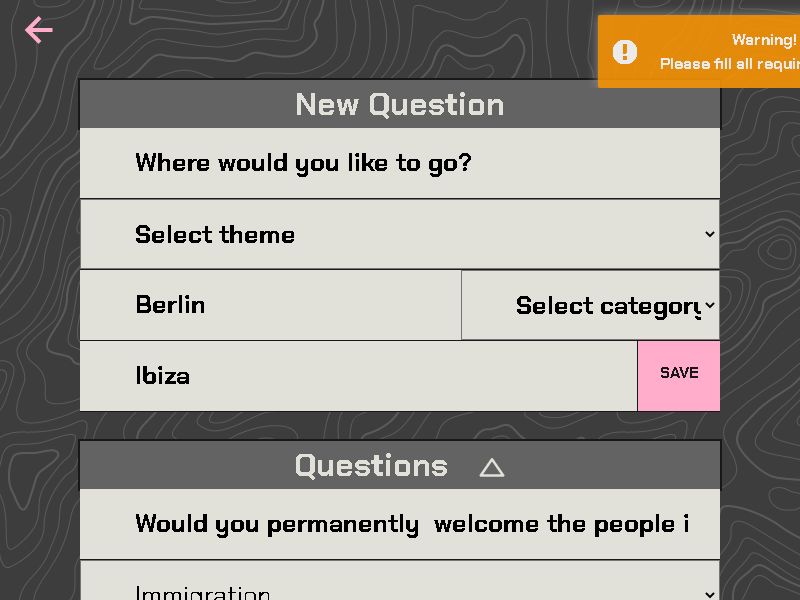 Warning!
Please fill all
New Question
Where would you like to go?
Select theme
Berlin
Select category
Ibiza
SAVE
Questions
Would you permanently  welcome the people i
Immigration